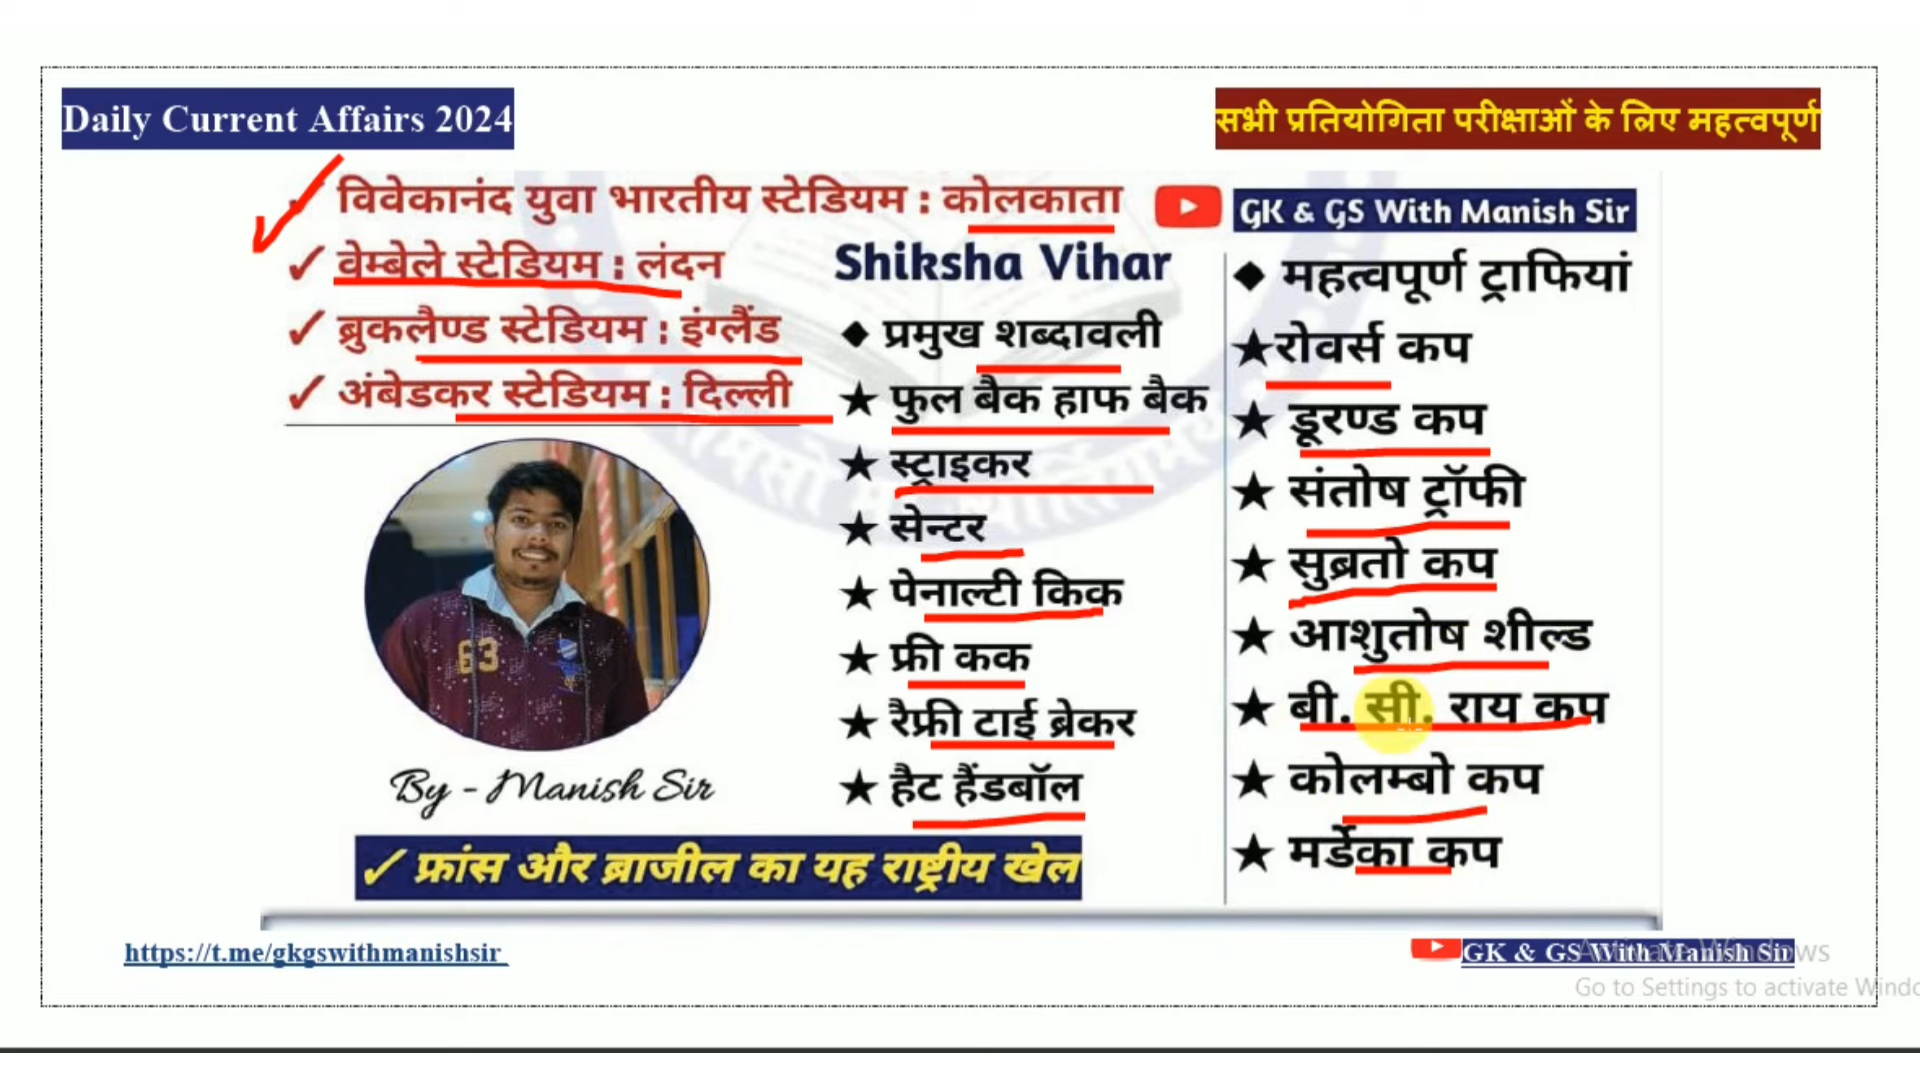 Daily Current Affairs 2024
सभी प्रतियोगिता परीक्षाओं के लिए महत्वपूर्ण
विवेकानंद युवा भारतीय स्टेडियम : कोलकाता
✓ वेम्बेले स्टेडियम : लंदन
✓ ब्रुकलैण्ड स्टेडियम : इंग्लैंड
✓ अंबेडकर स्टेडियम : दिल्ली
63
By - Manish Sir
✓ फ्रांस और ब्राजील का यह राष्ट्रीय खेल
Shiksha Vihar
◆ प्रमुख शब्दावली
★ फुल बैक हाफ बैक
★ स्ट्राइकर
★ सेन्टर
★ पेनाल्टी किक
★ फ्री कक
★ रैफ्री टाई ब्रेकर
★ हैट हैंडबॉल
GK & GS With Manish Sir
◆ महत्वपूर्ण ट्राफियां
★रोवर्स कप
★ डूरण्ड कप
★ संतोष ट्रॉफी
★ सुब्रतो कप
★ आशुतोष शील्ड
★ बी. सी. राय कप
★ कोलम्बो कप
★ मर्डेका कप
https://t.me/gkgswithmanishsir
GK & GS With Manish Sir
Activate Windows
Go to Settings to activate